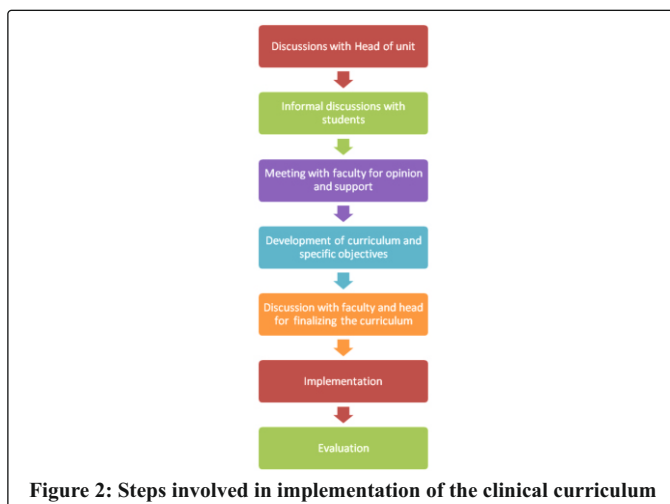 Discussions with Head of unit
Informal discussions with
students
Meeting with faculty for opinion
and support
Development of curriculum and
specific objectives
Discussion with faculty and head
for finalizing the curriculum
Implementation
Evaluation
Figure 2: Steps involved in implementation of the clinical curriculum